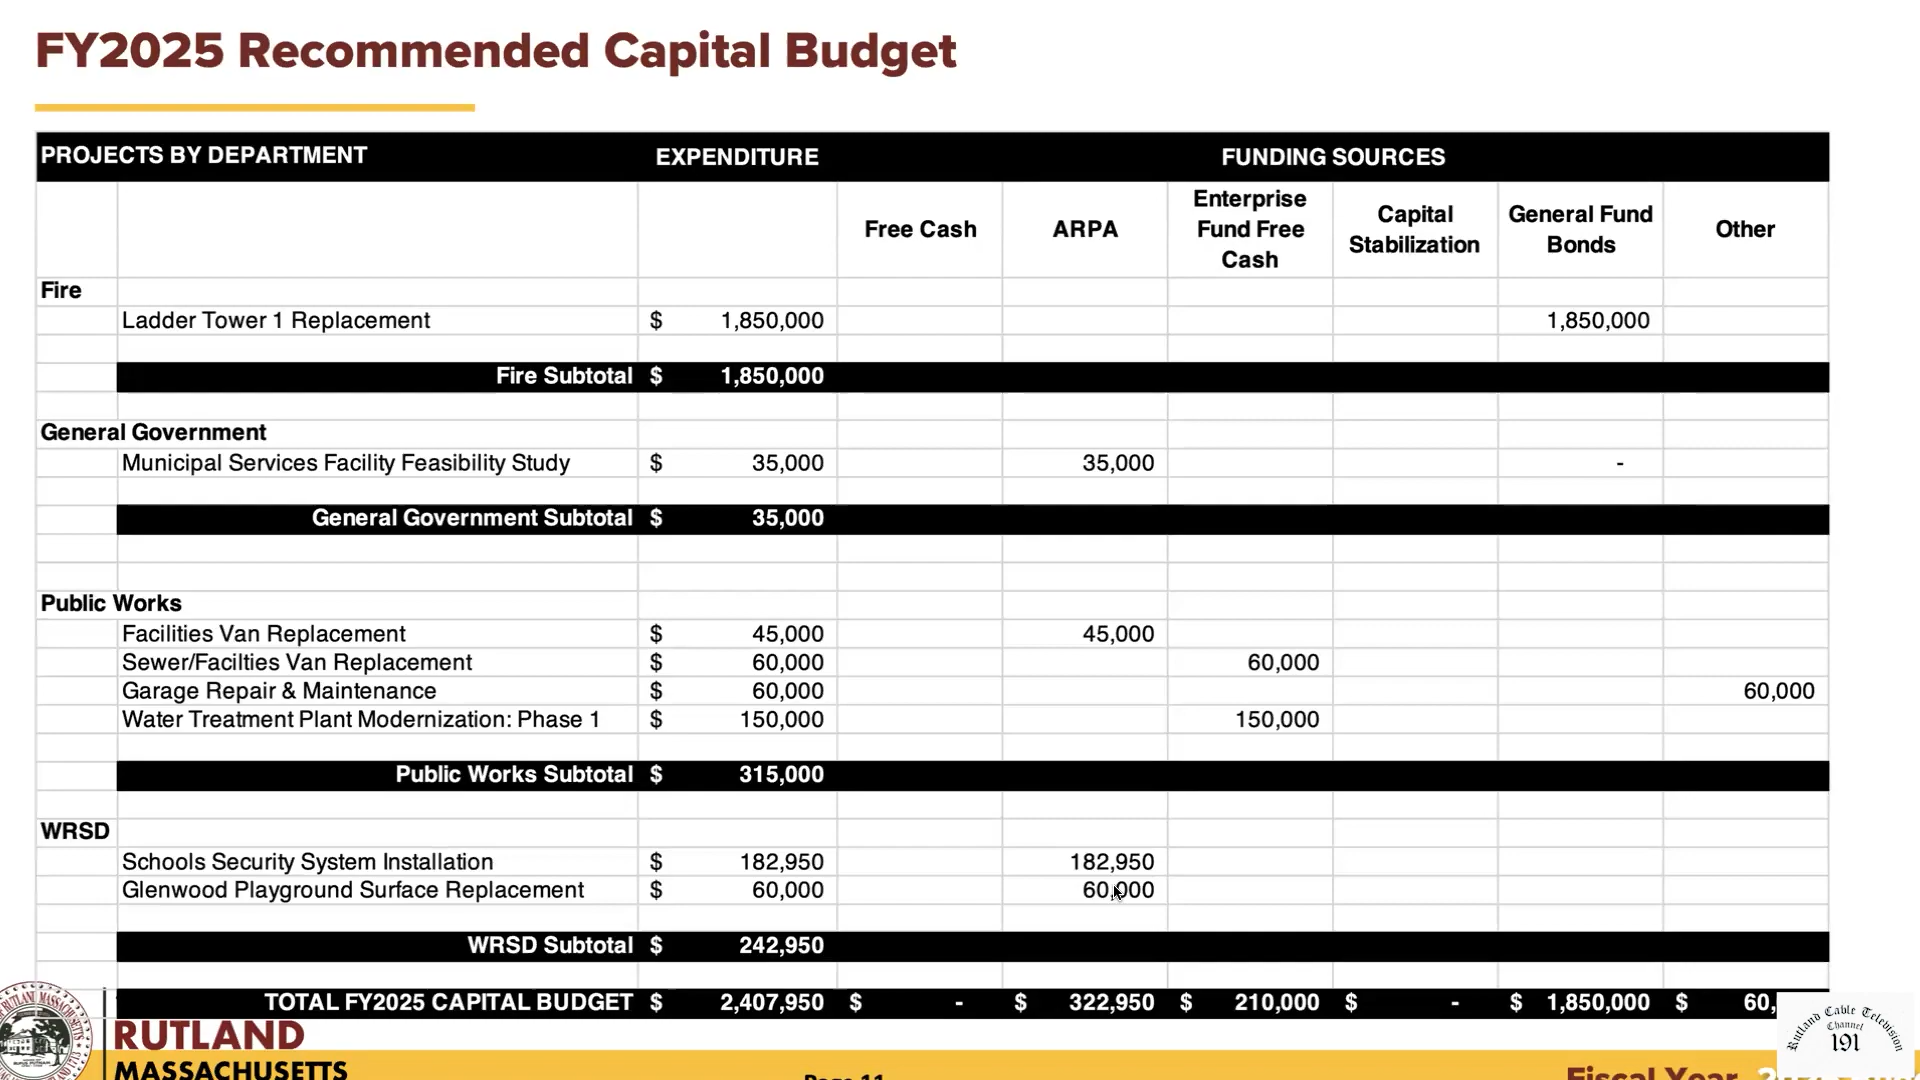 FY2025 Recommended Capital Budget
PROJECTS BY DEPARTMENT EXPENDITURE FUNDING SOURCES
Free Cash ARPA Enterprise Fund Free Cash Capital Stabilization General Fund Bonds Other
Fire
Ladder Tower 1 Replacement $ 1,850,000 1,850,000
Fire Subtotal $ 1,850,000
General Government
Municipal Services Facility Feasibility Study $ 35,000 35,000 -
General Government Subtotal $ 35,000
Public Works
Facilities Van Replacement $ 45,000 45,000
Sewer/Facilties Van Replacement $ 60,000 60,000
Garage Repair & Maintenance $ 60,000 60,000
Water Treatment Plant Modernization: Phase 1 $ 150,000 150,000
Public Works Subtotal $ 315,000
WRSD
Schools Security System Installation $ 182,950 182,950
Glenwood Playground Surface Replacement $ 60,000 60,000
WRSD Subtotal $ 242,950
TOTAL FY2025 CAPITAL BUDGET $ 2,407,950 $ - $ 322,950 $ 210,000 $ - $ 1,850,000 $ 60,
RUTLAND
MASSACHUSETTS
Page 11
Fiscal Year
Rutland Cable Television
Channel
191